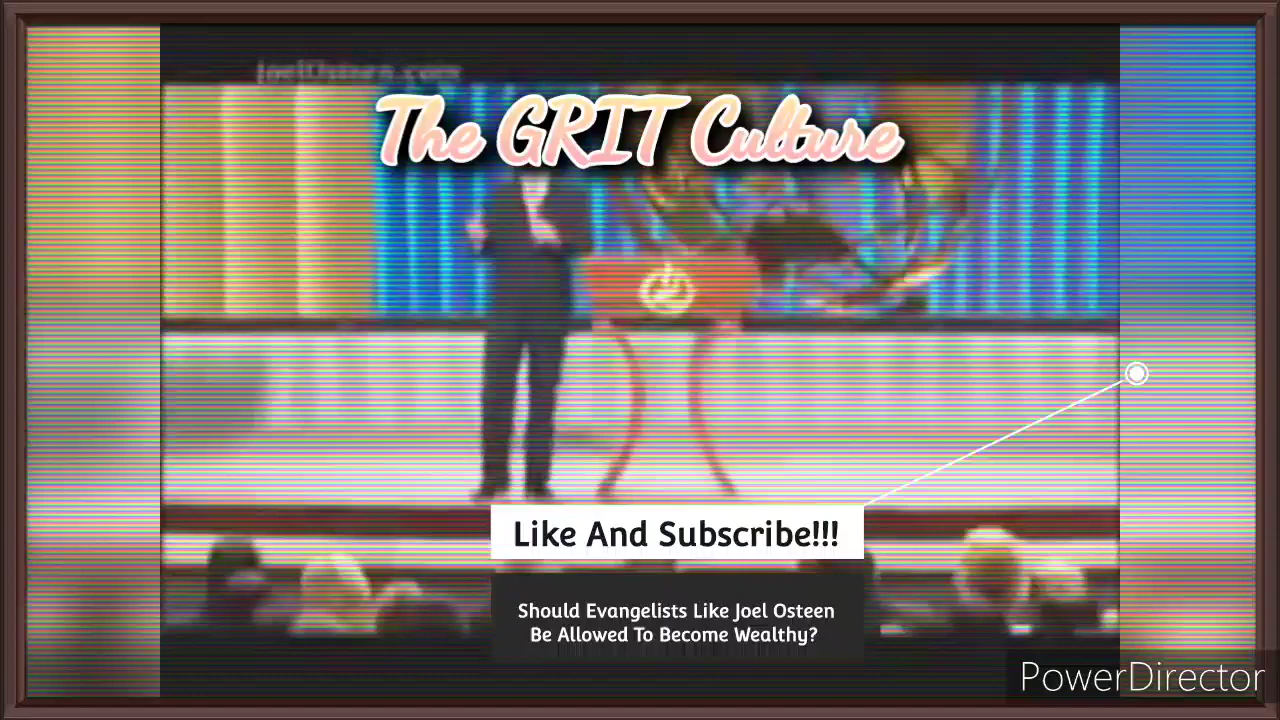 JoelOsteen.com
The GRIT Culture
Like And Subscribe!!!
Should Evangelists Like Joel Osteen
Be Allowed To Become Wealthy?
PowerDirector